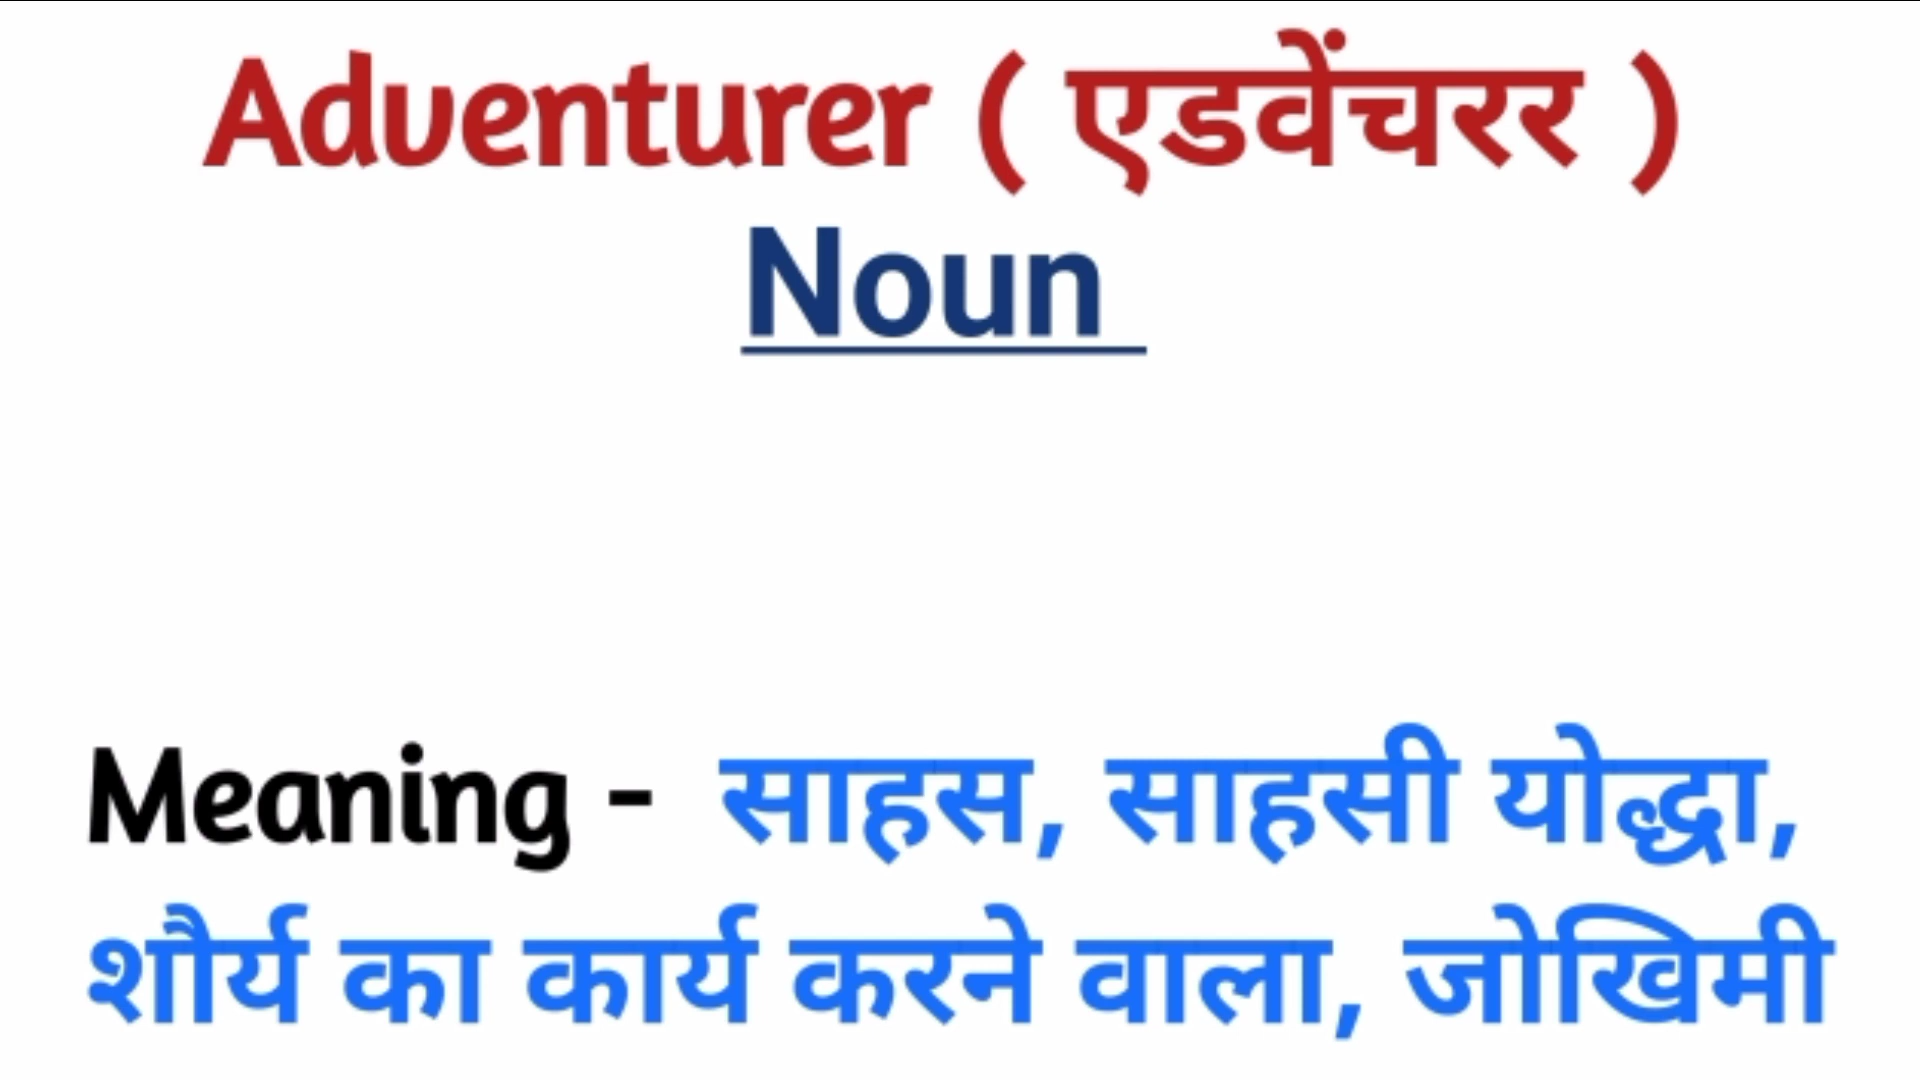 Adventurer ( एडवेंचरर )
Noun
Meaning - साहस, साहसी योद्धा,
शौर्य का कार्य करने वाला, जोखिमी